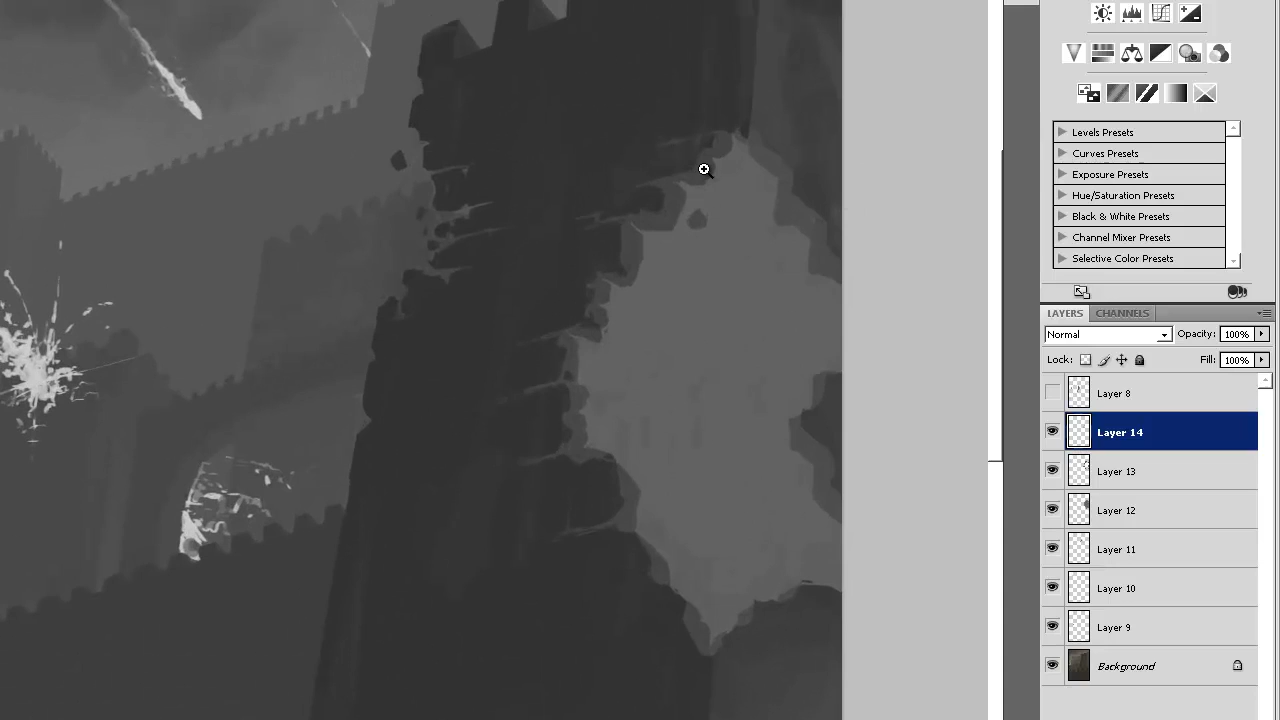 Levels Presets
Curves Presets
Exposure Presets
Hue/Saturation Presets
Black & White Presets
Channel Mixer Presets
Selective Color Presets
LAYERS CHANNELS
Normal Opacity: 100%
Lock: Fill: 100%
Layer 8
Layer 14
Layer 13
Layer 12
Layer 11
Layer 10
Layer 9
Background